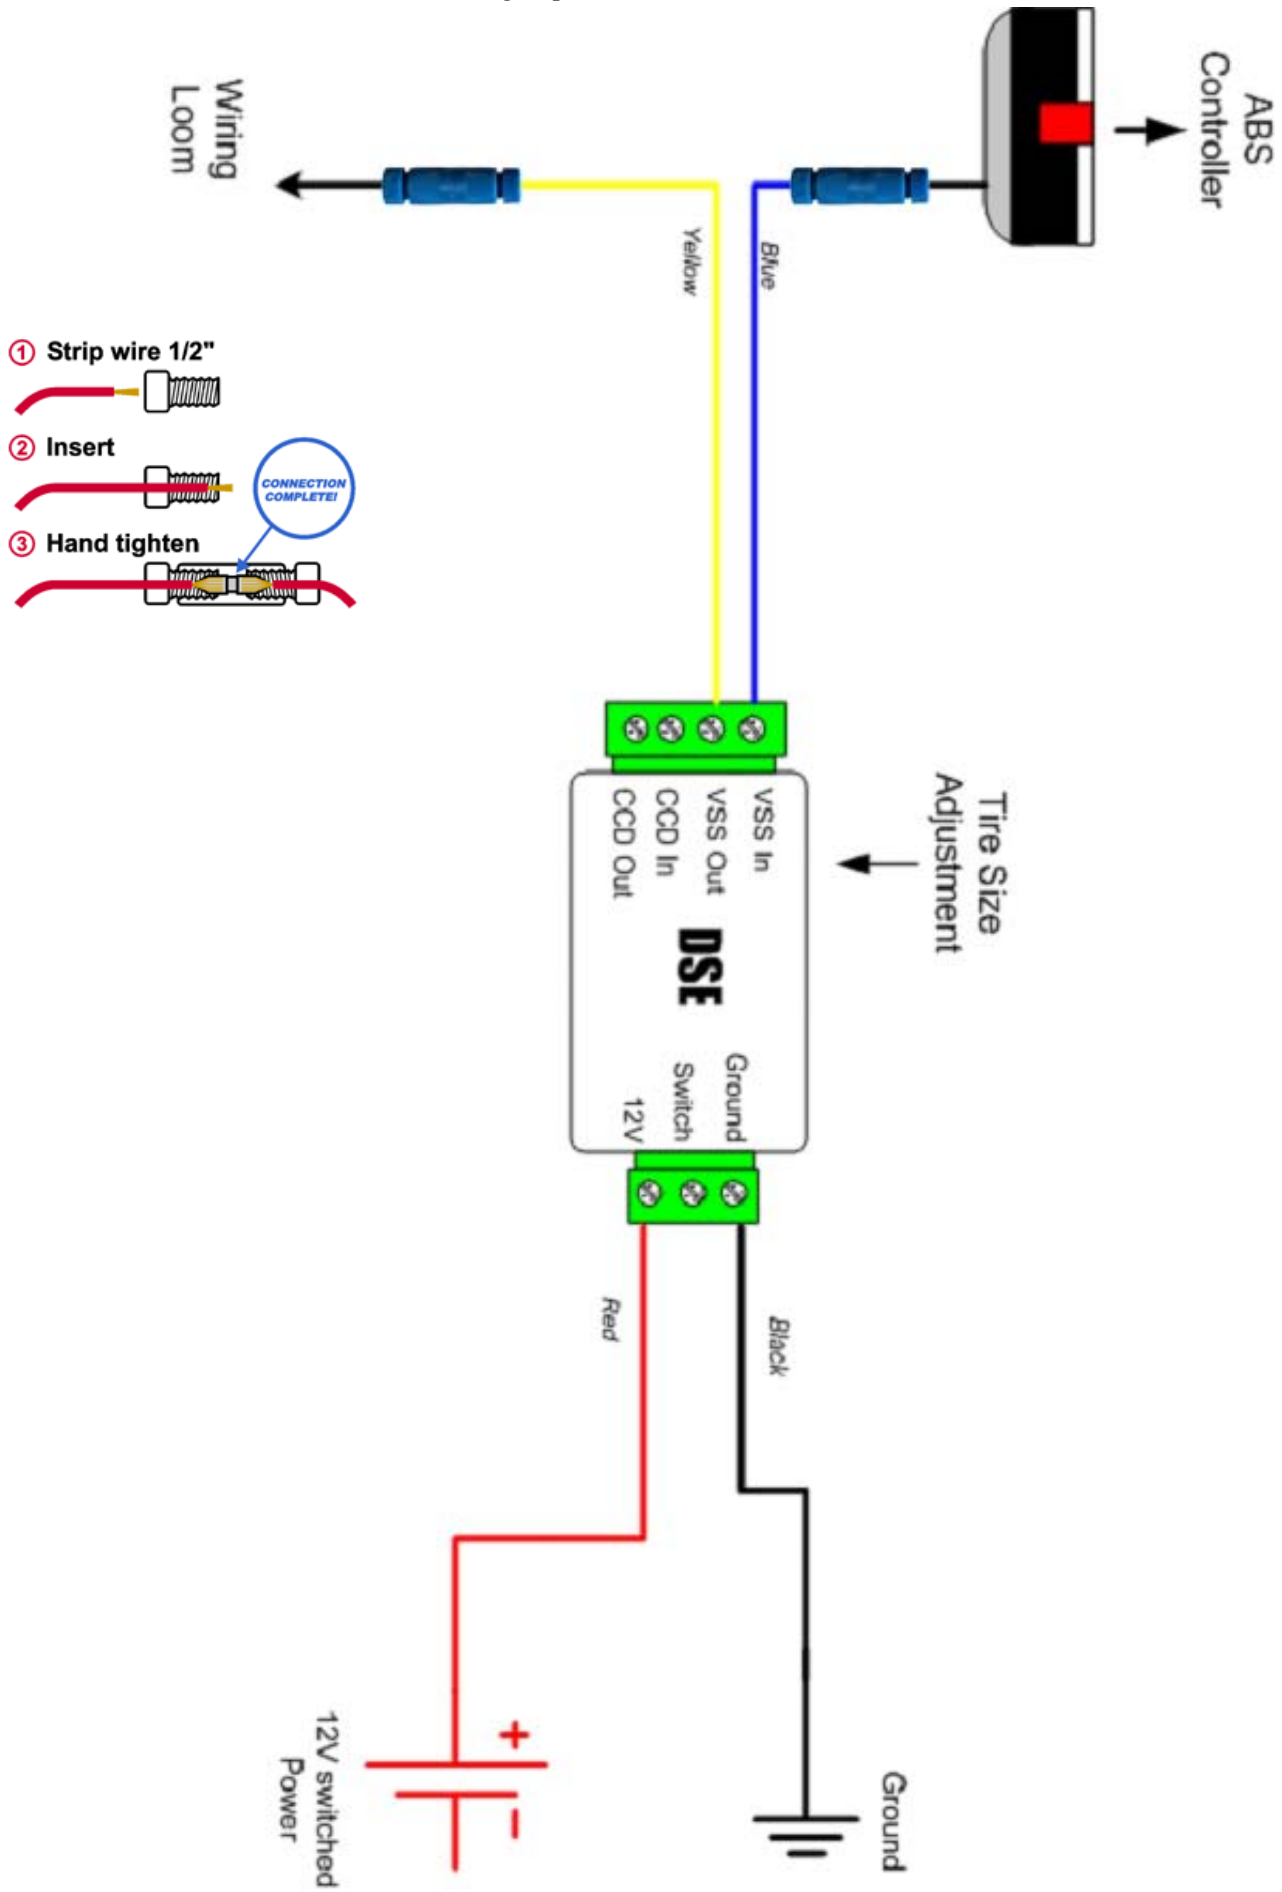 ABS
Controller
Wiring
Loom
Yellow
Blue
1 Strip wire 1/2"
2 Insert
CONNECTION
COMPLETE!
3 Hand tighten
Tire Size
Adjustment
VSS In
VSS Out
CCD In
CCD Out
DSE
Ground
Switch
12V
Red
Black
+
-
12V switched
Power
Ground